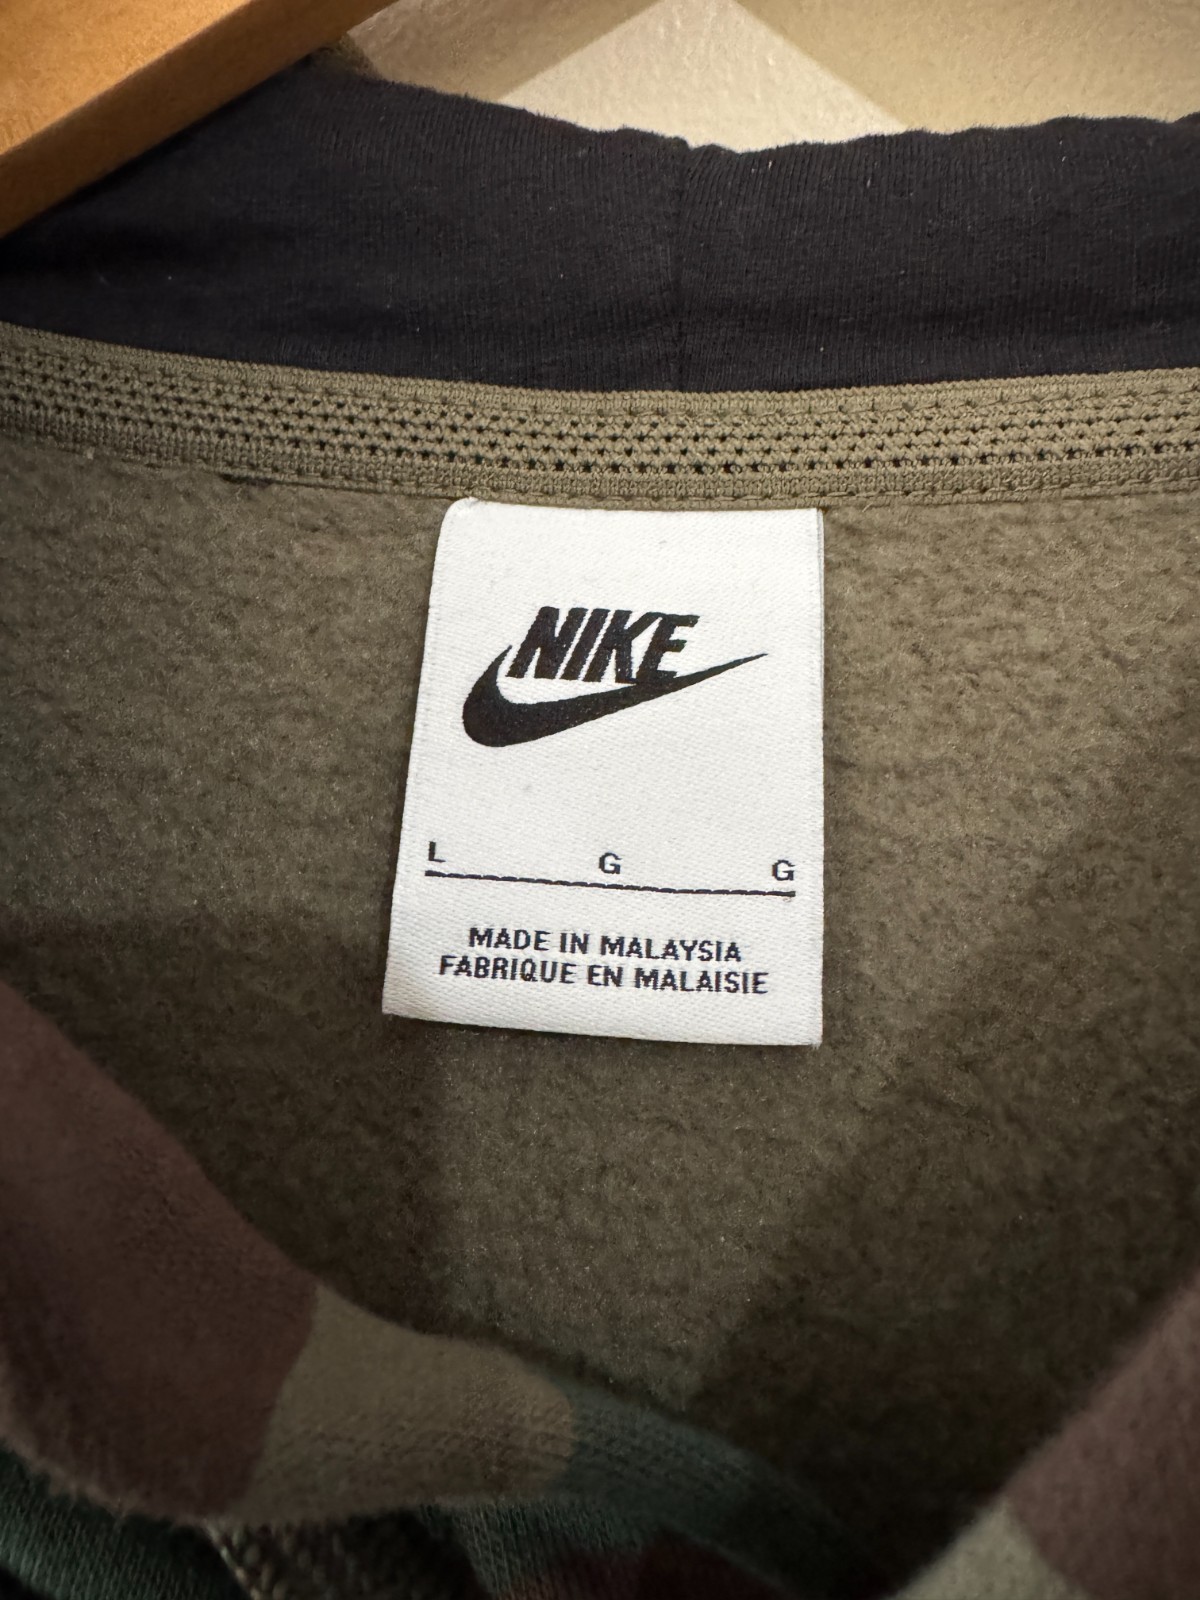 NIKE
L G G
MADE IN MALAYSIA
FABRIQUE EN MALAISIE